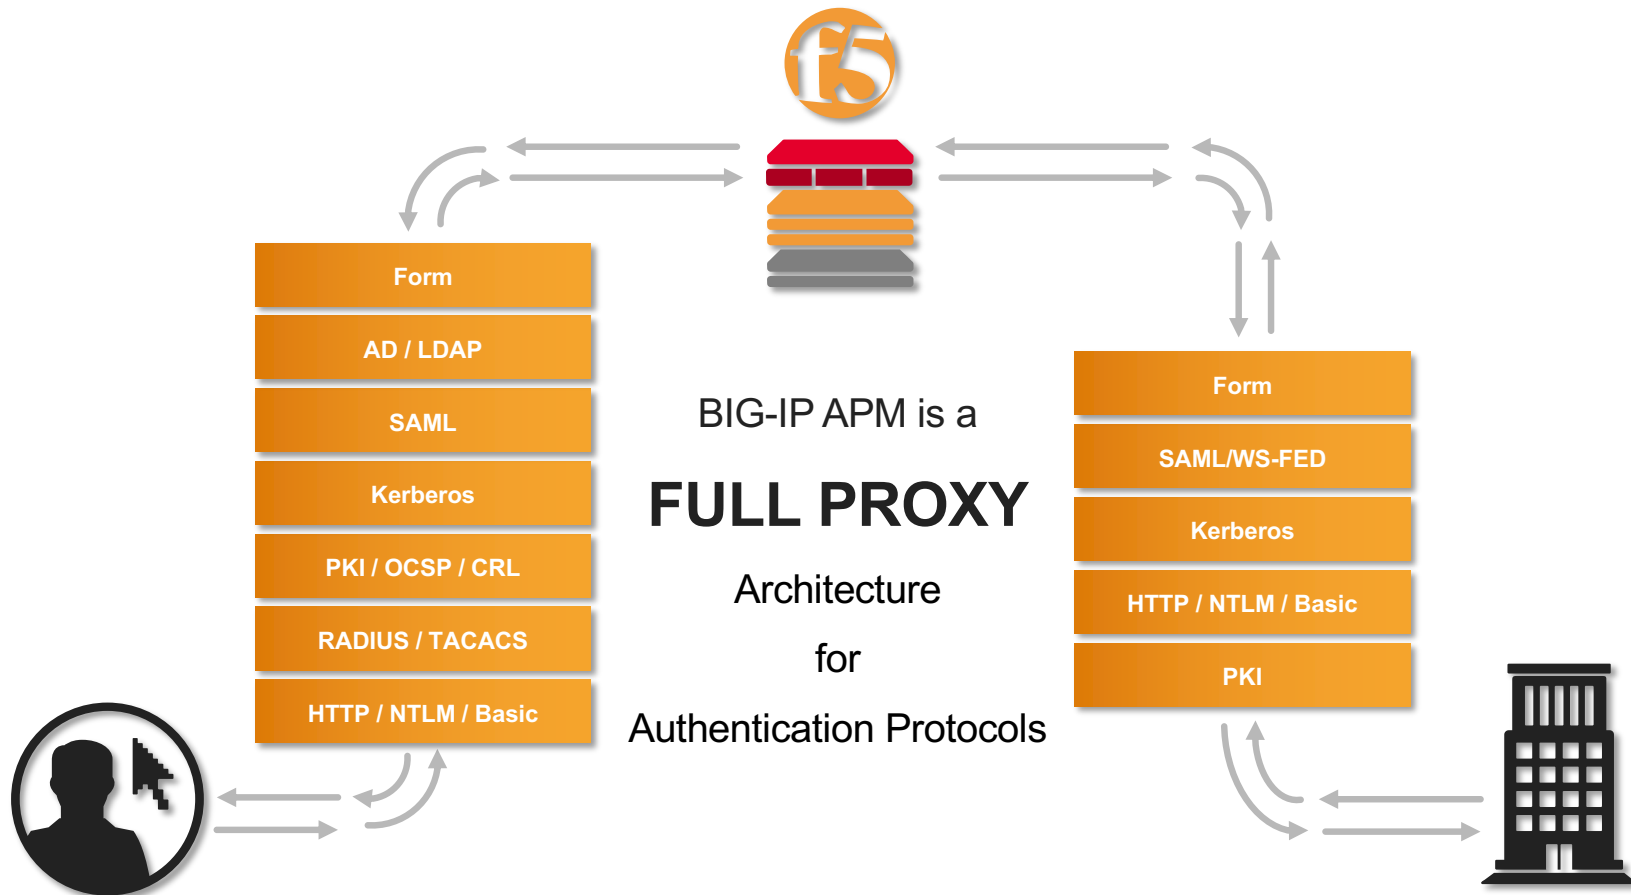 f5
Form
AD / LDAP
SAML
Kerberos
PKI / OCSP / CRL
RADIUS / TACACS
HTTP / NTLM / Basic
BIG-IP APM is a
FULL PROXY
Architecture
for
Authentication Protocols
Form
SAML/WS-FED
Kerberos
HTTP / NTLM / Basic
PKI